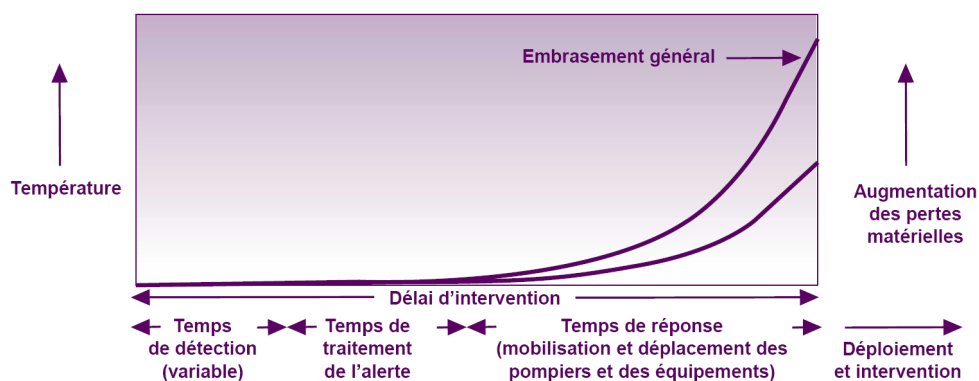 Embrasement général
Température
Augmentation
des pertes
matérielles
Délai d'intervention
Temps
de détection
(variable)
Temps de
traitement
de l'alerte
Temps de réponse
(mobilisation et déplacement des
pompiers et des équipements)
Déploiement
et intervention